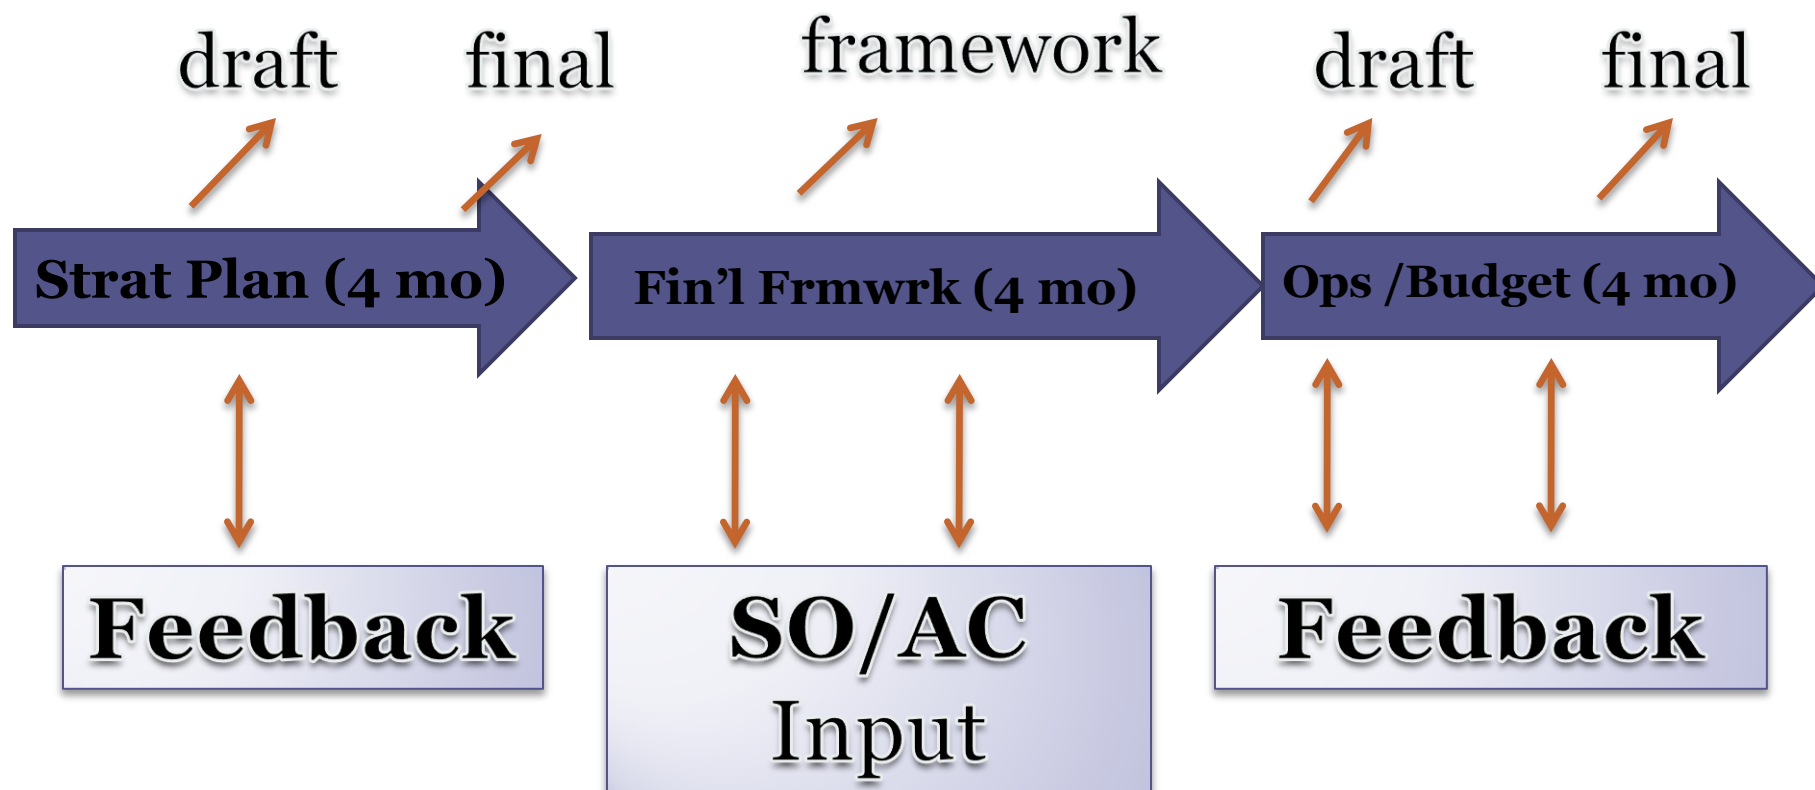 draft
final
framework
draft
final
Strat Plan (4 mo)
Fin’l Frmwrk (4 mo)
Ops /Budget (4 mo)
Feedback
SO/AC
Input
Feedback